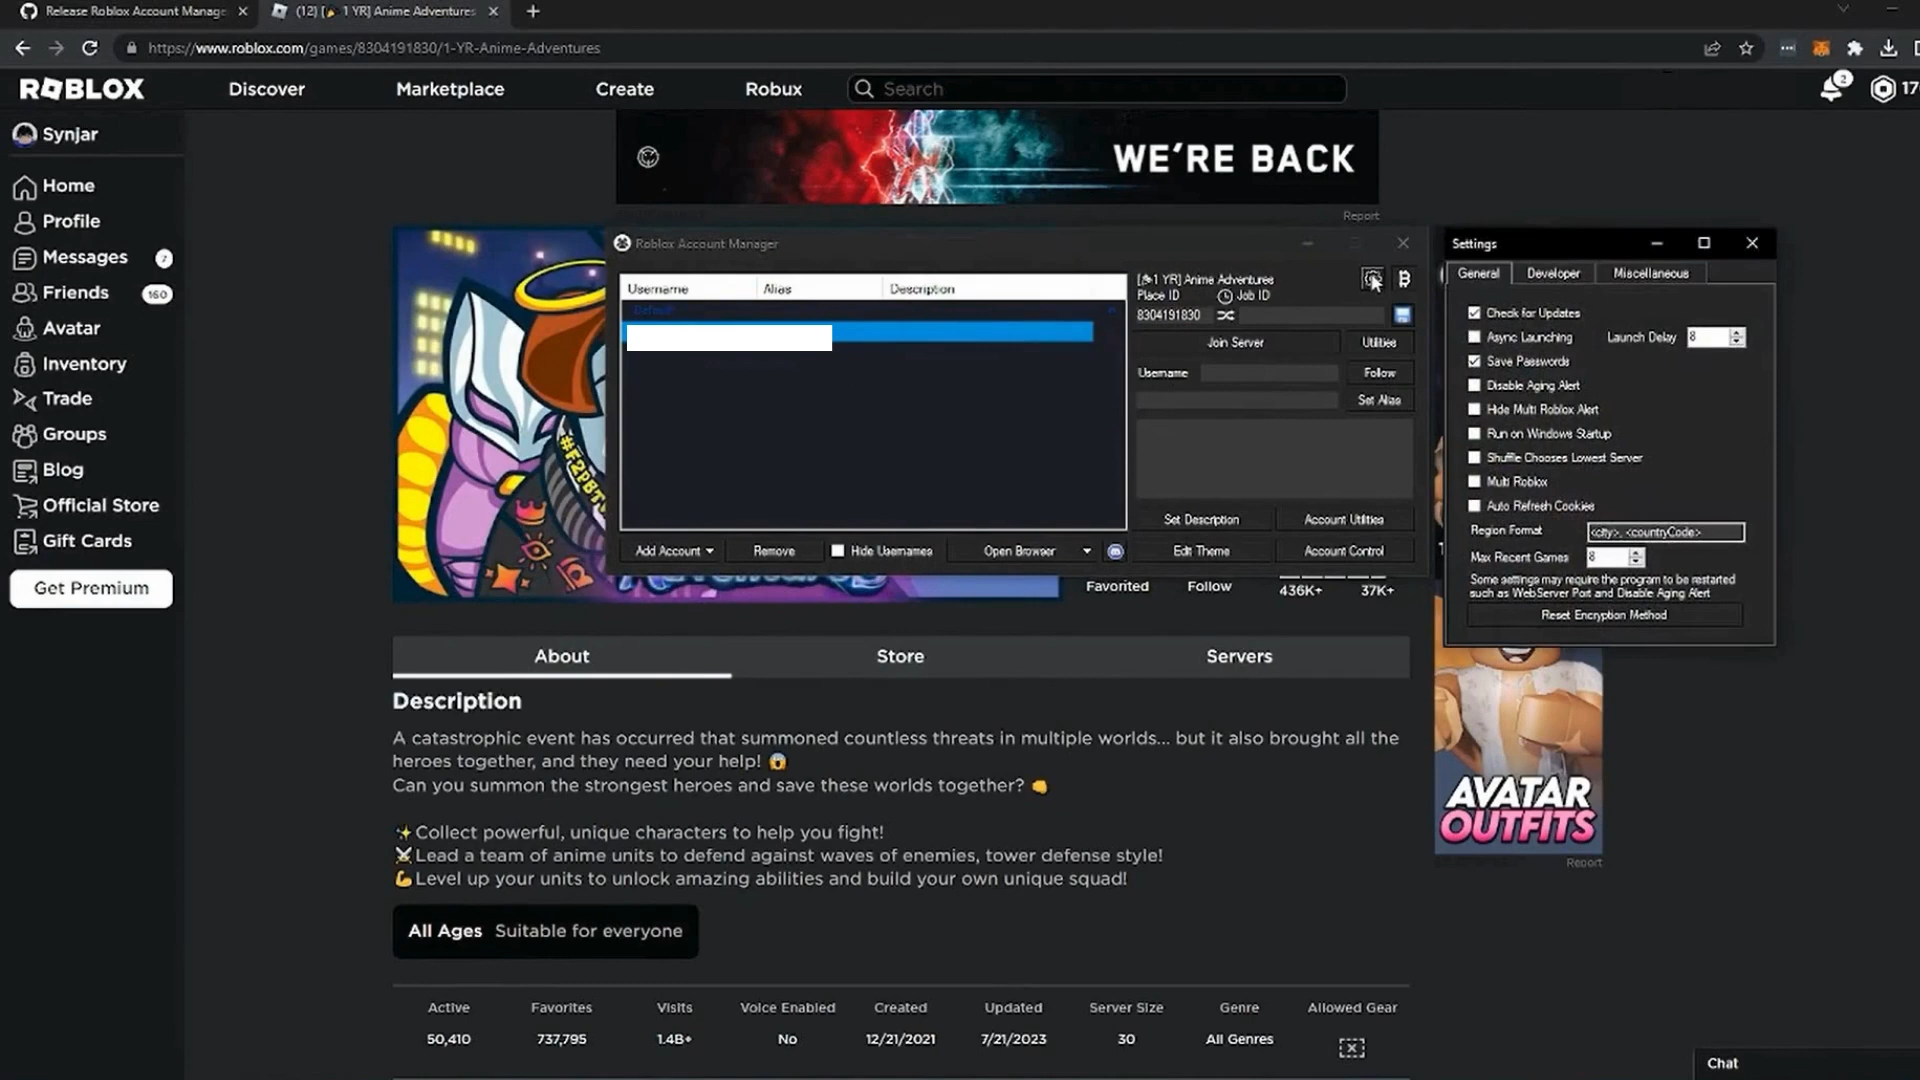 Release Roblox Account Manage
(12) [🎉 1 YR] Anime Adventures
https://www.roblox.com/games/8304191830/1-YR-Anime-Adventures
ROBLOX
Discover
Marketplace
Create
Robux
Search
2
17
Synjar
Home
Profile
Messages
7
Friends
160
Avatar
Inventory
Trade
Groups
Blog
Official Store
Gift Cards
Get Premium
WE'RE BACK
Report
#F2PBTW
Roblox Account Manager
Username
Alias
Description
Default
[🎉1 YR] Anime Adventures
Place ID
Job ID
8304191830
Join Server
Utilities
Username
Follow
Set Alias
Set Description
Account Utilities
Add Account
Remove
Hide Usernames
Open Browser
Edit Theme
Account Control
Favorited
Follow
436K+
37K+
Settings
General
Developer
Miscellaneous
Check for Updates
Async Launching
Launch Delay
8
Save Passwords
Disable Aging Alert
Hide Multi Roblox Alert
Run on Windows Startup
Shuffle Chooses Lowest Server
Multi Roblox
Auto Refresh Cookies
Region Format
<city>, <countryCode>
Max Recent Games
8
Some settings may require the program to be restarted
such as WebServer Port and Disable Aging Alert
Reset Encryption Method
About
Store
Servers
Description
A catastrophic event has occurred that summoned countless threats in multiple worlds... but it also brought all the
heroes together, and they need your help! 😱
Can you summon the strongest heroes and save these worlds together? 👊
✨Collect powerful, unique characters to help you fight!
⚔️Lead a team of anime units to defend against waves of enemies, tower defense style!
💪Level up your units to unlock amazing abilities and build your own unique squad!
All Ages Suitable for everyone
AVATAR
OUTFITS
Report
Active
Favorites
Visits
Voice Enabled
Created
Updated
Server Size
Genre
Allowed Gear
50,410
737,795
1.4B+
No
12/21/2021
7/21/2023
30
All Genres
Chat